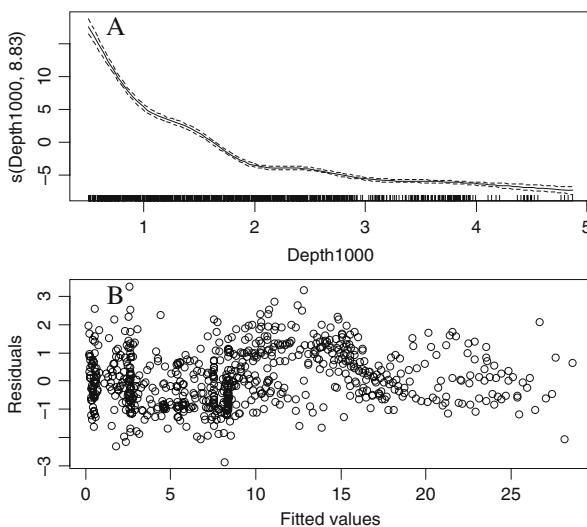 A
s(Depth1000, 8.83)
10
5
0
−5
1 2 3 4 5
Depth1000
B
Residuals
3
2
1
0
−1
−3
0 5 10 15 20 25
Fitted values